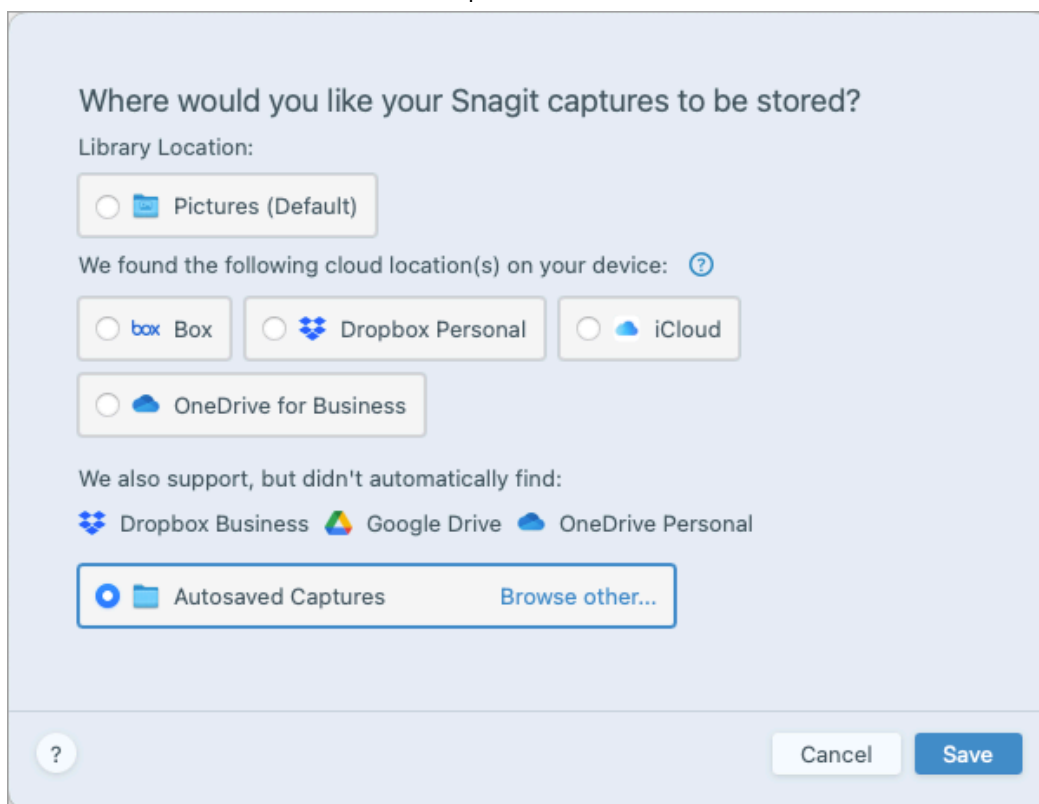 Where would you like your Snagit captures to be stored?
Library Location:
Pictures (Default)
We found the following cloud location(s) on your device: ?
box Box Dropbox Personal iCloud
OneDrive for Business
We also support, but didn't automatically find:
Dropbox Business Google Drive OneDrive Personal
Autosaved Captures Browse other...
? Cancel Save